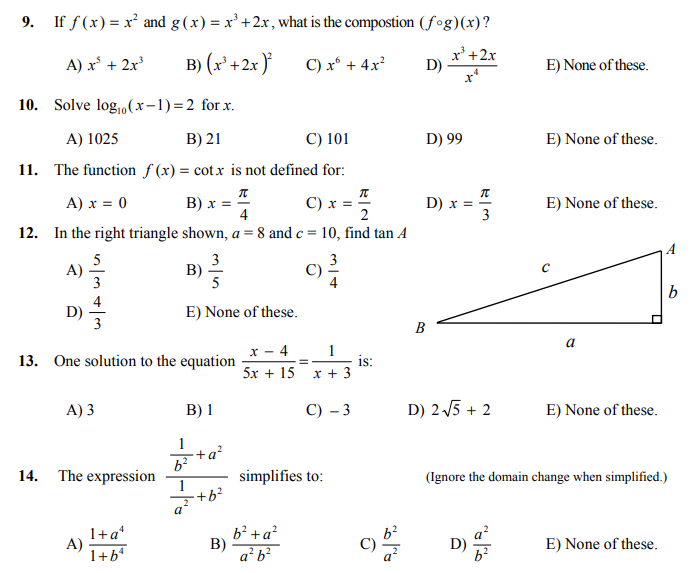 9. If f(x) = x² and g(x) = x³+2x, what is the compostion (f∘g)(x)?
A) x⁵ + 2x³ B) (x³+2x)² C) x⁶ + 4x² D) (x³+2x)/x⁴ E) None of these.
10. Solve log₁₀(x−1)=2 for x.
A) 1025 B) 21 C) 101 D) 99 E) None of these.
11. The function f(x) = cot x is not defined for:
A) x = 0 B) x = π/4 C) x = π/2 D) x = π/3 E) None of these.
12. In the right triangle shown, a = 8 and c = 10, find tan A
A) 5/3 B) 3/5 C) 3/4
D) 4/3 E) None of these.
A
c
b
B
a
13. One solution to the equation (x − 4)/(5x + 15) = 1/(x + 3) is:
A) 3 B) 1 C) − 3 D) 2√5 + 2 E) None of these.
14. The expression (1/b² + a²)/(1/a² + b²) simplifies to: (Ignore the domain change when simplified.)
A) (1+a⁴)/(1+b⁴) B) (b² + a²)/(a² b²) C) b²/a² D) a²/b² E) None of these.